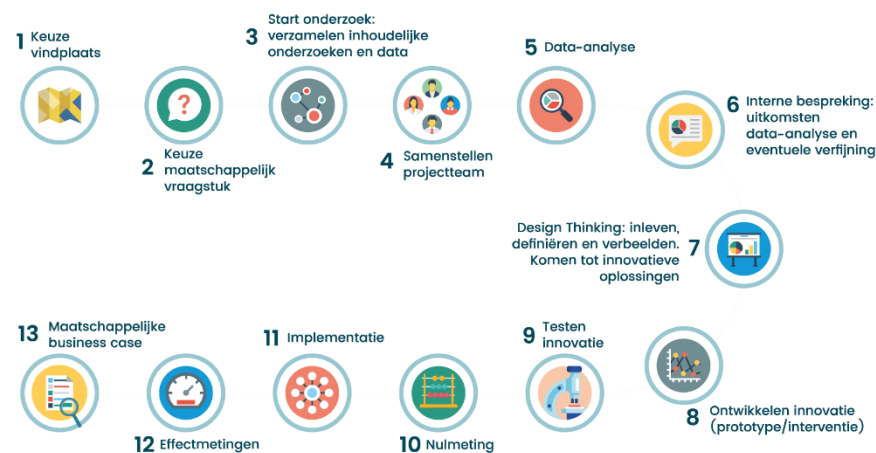 1 Keuze
vindplaats
2 Keuze
maatschappelijk
vraagstuk
3 Start onderzoek:
verzamelen inhoudelijke
onderzoeken en data
4 Samenstellen
projectteam
5 Data-analyse
6 Interne bespreking:
uitkomsten
data-analyse en
eventuele verfijning
Design Thinking: inleven,
definiëren en verbeelden. 7
Komen tot innovatieve
oplossingen
8 Ontwikkelen innovatie
(prototype/interventie)
9 Testen
innovatie
10 Nulmeting
11 Implementatie
12 Effectmetingen
13 Maatschappelijke
business case
?